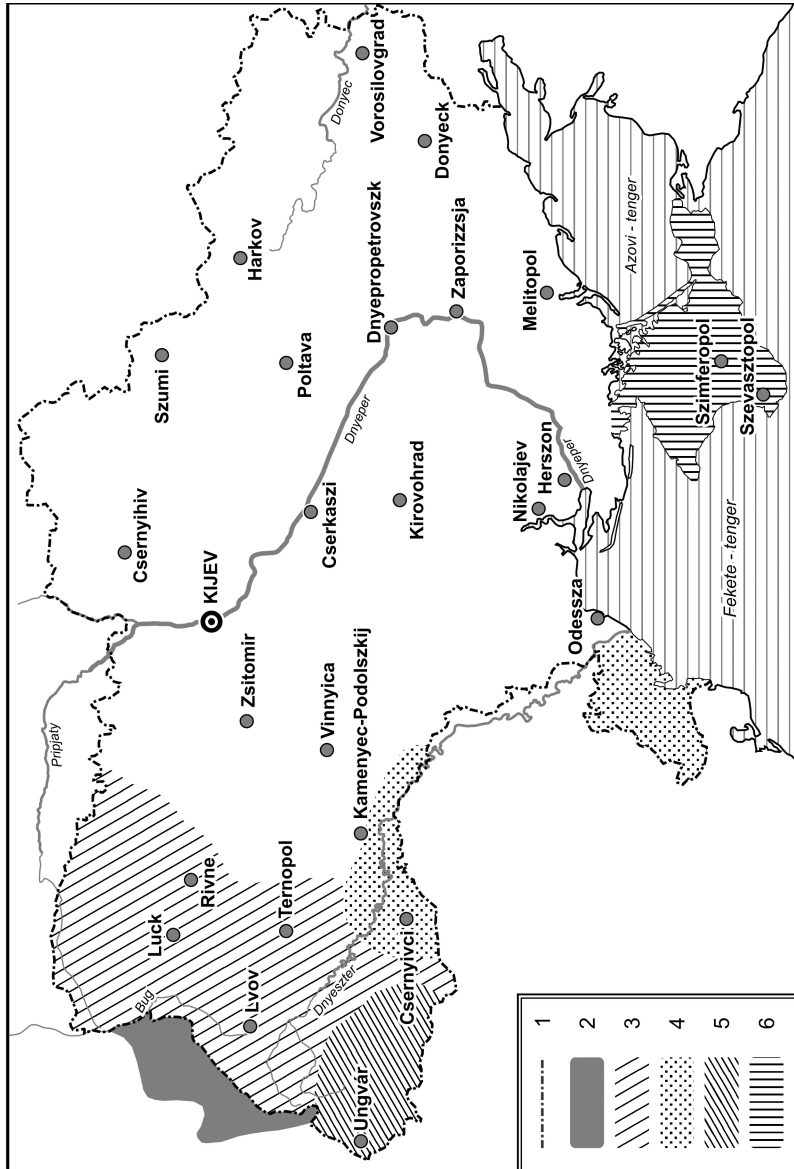 Donyec
Vorosilovgrad
Donyeck
Harkov
Dnyepropetrovszk
Zaporizzsja
Azovi - tenger
Melitopol
Szumi
Poltava
Dnyeper
Szimferopol
Szevasztopol
Csernyihiv
Cserkaszi
Kirovohrad
Nikolajev
Herszon
Dnyeper
KIJEV
Fekete - tenger
Odessza
Pripjaty
Zsitomir
Vinnyica
Kamenyec-Podolszkij
Rivne
Luck
Ternopol
Csernyivci
Bug
Lvov
Dnyeszter
Ungvár
1
2
3
4
5
6